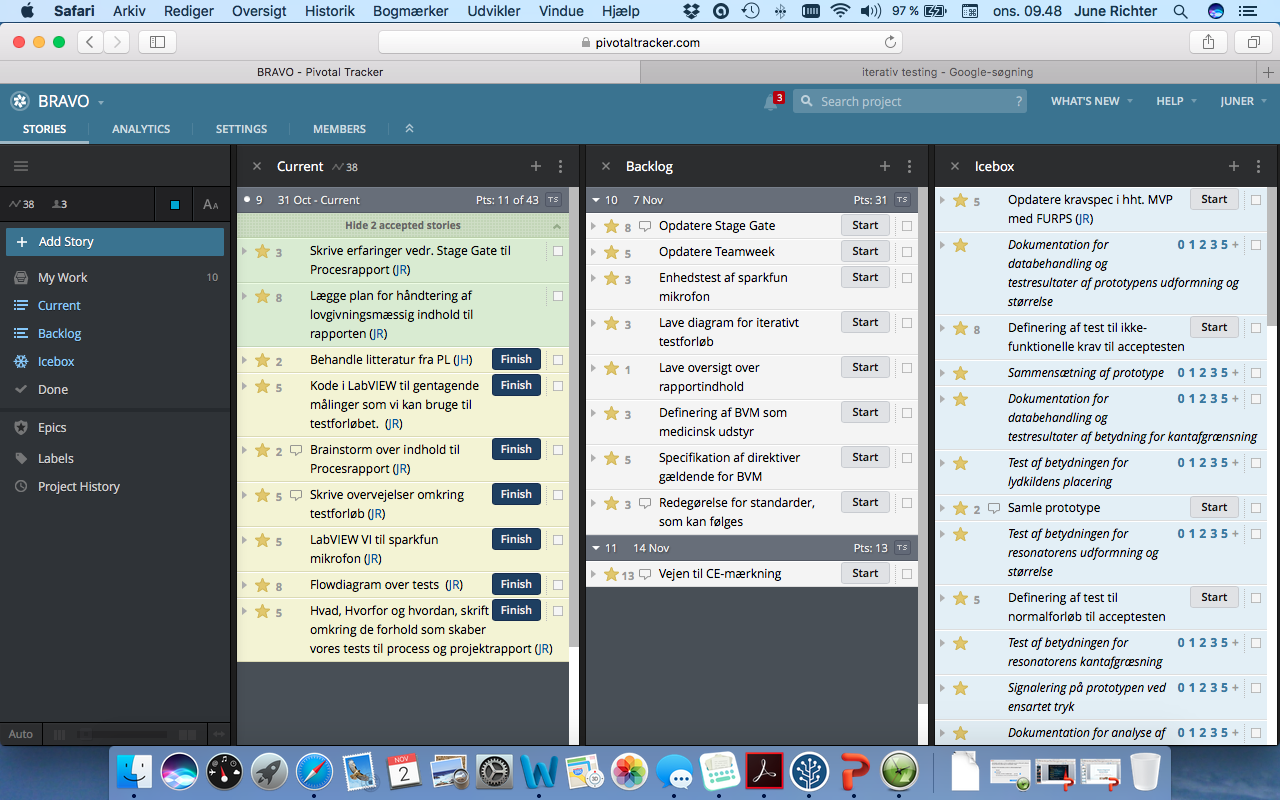 Safari Arkiv Rediger Oversigt Historik Bogmærker Udvikler Vindue Hjælp 97 % ons. 09.48 June Richter
pivotaltracker.com
BRAVO - Pivotal Tracker
iterativ testing - Google-søgning
BRAVO
3
Search project ?
WHAT'S NEW
HELP
JUNER
STORIES ANALYTICS SETTINGS MEMBERS
38 3 AA
+ Add Story
My Work 10
Current
Backlog
Icebox
Done
Epics
Labels
Project History
Auto
Current 38
9 31 Oct - Current Pts: 11 of 43 TS
Hide 2 accepted stories
3 Skrive erfaringer vedr. Stage Gate til
Procesrapport (JR)
8 Lægge plan for håndtering af
lovgivningsmæssig indhold til
rapporten (JR)
2 Behandle litteratur fra PL (JH) Finish
5 Kode i LabVIEW til gentagende Finish
målinger som vi kan bruge til
testforløbet. (JR)
2 Brainstorm over indhold til Finish
Procesrapport (JR)
5 Skrive overvejelser omkring Finish
testforløb (JR)
5 LabVIEW VI til sparkfun Finish
mikrofon (JR)
8 Flowdiagram over tests (JR) Finish
5 Hvad, Hvorfor og hvordan, skrift Finish
omkring de forhold som skaber
vores tests til process og projektrapport (JR)
Backlog
10 7 Nov Pts: 31 TS
8 Opdatere Stage Gate Start
5 Opdatere Teamweek Start
3 Enhedstest af sparkfun Start
mikrofon
3 Lave diagram for iterativt Start
testforløb
1 Lave oversigt over Start
rapportindhold
3 Definering af BVM som Start
medicinsk udstyr
5 Specifikation af direktiver Start
gældende for BVM
3 Redegørelse for standarder, Start
som kan følges
11 14 Nov Pts: 13 TS
13 Vejen til CE-mærkning Start
Icebox
5 Opdatere kravspec i hht. MVP Start
med FURPS (JR)
Dokumentation for 0 1 2 3 5 +
databehandling og
testresultater af prototypens udformning og
størrelse
8 Definering af test til ikke- Start
funktionelle krav til acceptesten
Sammensætning af prototype 0 1 2 3 5 +
Dokumentation for 0 1 2 3 5 +
databehandling og
testresultater af betydning for kantafgrænsning
Test af betydningen for 0 1 2 3 5 +
lydkildens placering
2 Samle prototype Start
Test af betydningen for 0 1 2 3 5 +
resonatorens udformning og
størrelse
5 Definering af test til Start
normalforløb til acceptesten
Test af betydningen for 0 1 2 3 5 +
resonatorens kantafgræsning
Signalering på prototypen ved 0 1 2 3 5 +
ensartet tryk
Dokumentation for analyse af 0 1 2 3 5 +
NOV
2